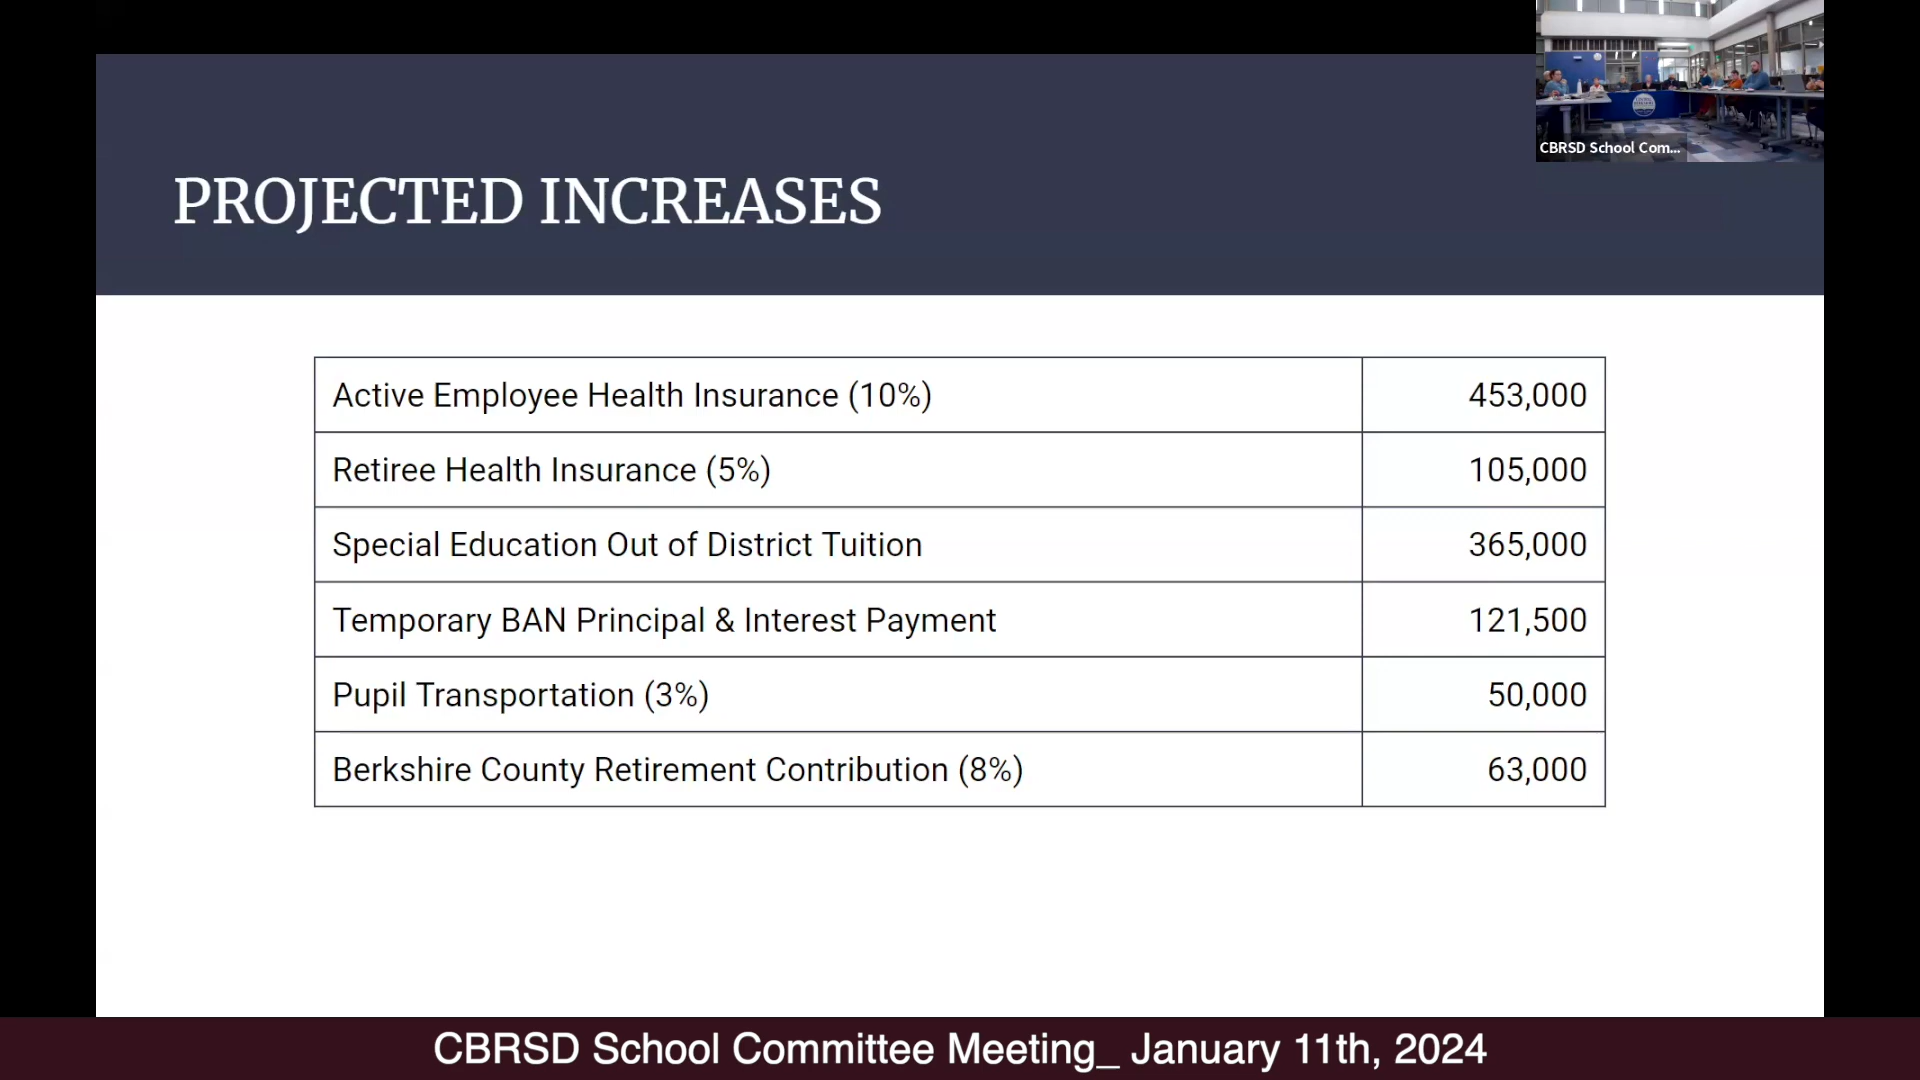 CBRSD School Com...
PROJECTED INCREASES
Active Employee Health Insurance (10%) 453,000
Retiree Health Insurance (5%) 105,000
Special Education Out of District Tuition 365,000
Temporary BAN Principal & Interest Payment 121,500
Pupil Transportation (3%) 50,000
Berkshire County Retirement Contribution (8%) 63,000
CBRSD School Committee Meeting_ January 11th, 2024